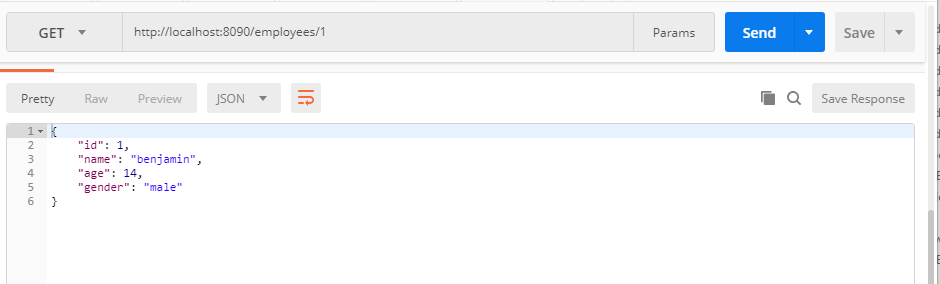 GET http://localhost:8090/employees/1 Params Send Save
Pretty Raw Preview JSON Save Response
1 {
2 "id": 1,
3 "name": "benjamin",
4 "age": 14,
5 "gender": "male"
6 }